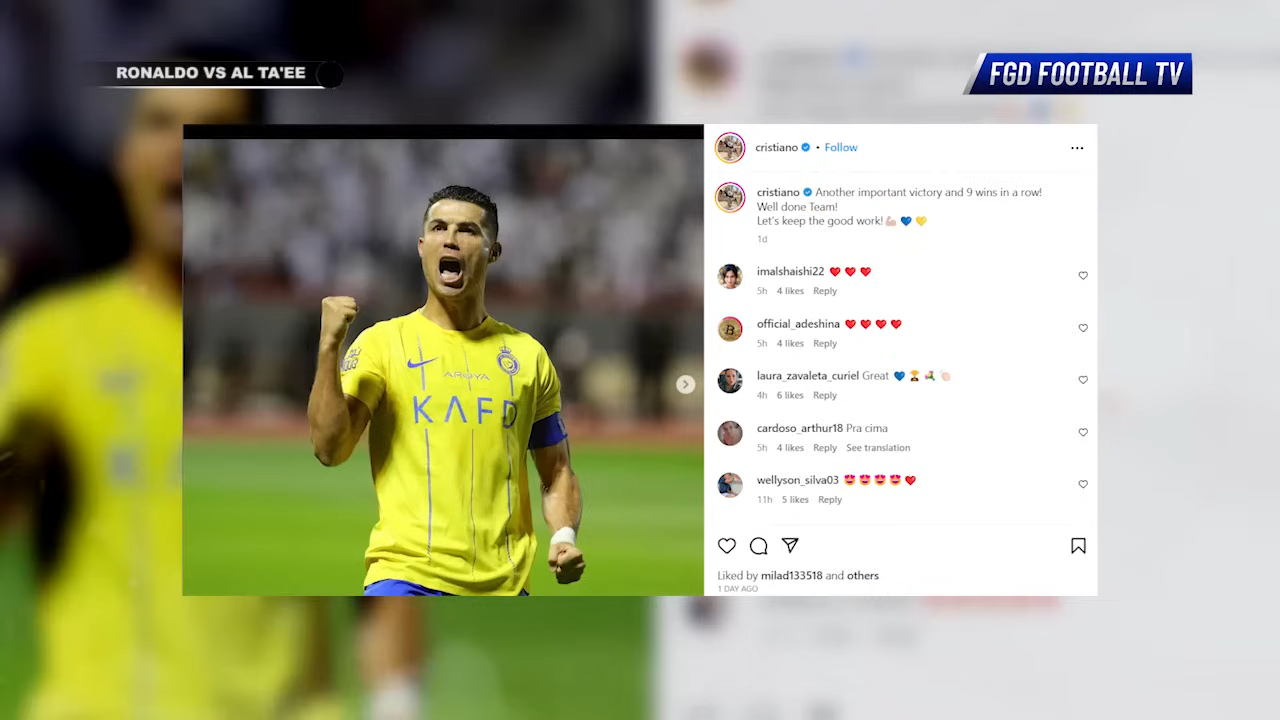 RONALDO VS AL TA'EE
FGD FOOTBALL TV
AROYA
KAFD
cristiano • Follow
cristiano Another important victory and 9 wins in a row!
Well done Team!
Let's keep the good work!💪🏼 💙 💛
1d
imalshaishi22 ❤️ ❤️ ❤️
5h 4 likes Reply
official_adeshina ❤️ ❤️ ❤️ ❤️
5h 4 likes Reply
laura_zavaleta_curiel Great 💙
4h 6 likes Reply
cardoso_arthur18 Pra cima
5h 4 likes Reply See translation
wellyson_silva03 😍 😍 😍 😍 ❤️
11h 5 likes Reply
Liked by milad133518 and others
1 DAY AGO